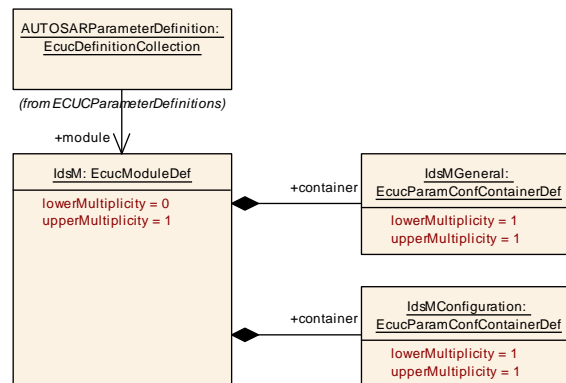 AUTOSARParameterDefinition:
EcucDefinitionCollection
(from ECUCParameterDefinitions)
+module
IdsM: EcucModuleDef
lowerMultiplicity = 0
upperMultiplicity = 1
+container
IdsMGeneral:
EcucParamConfContainerDef
lowerMultiplicity = 1
upperMultiplicity = 1
+container
IdsMConfiguration:
EcucParamConfContainerDef
lowerMultiplicity = 1
upperMultiplicity = 1